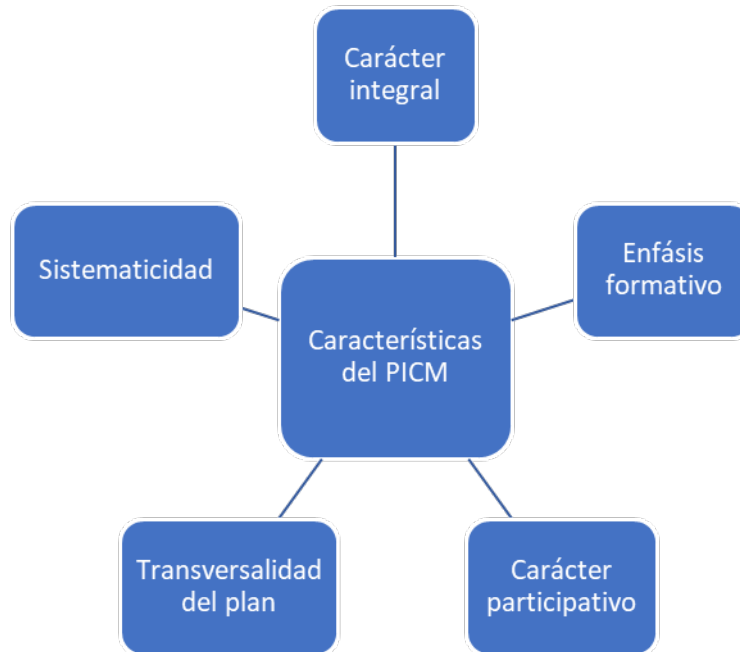 Carácter
integral
Sistematicidad
Enfásis
formativo
Características
del PICM
Transversalidad
del plan
Carácter
participativo